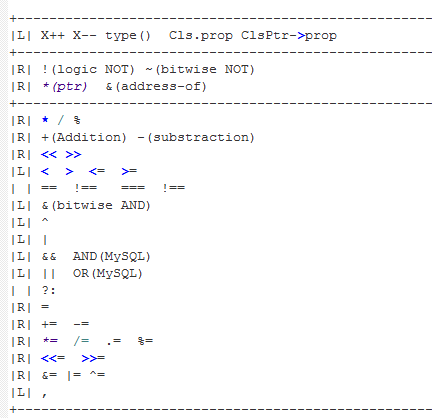 +-----------------------------------------------------
|L| X++ X-- type()  Cls.prop ClsPtr->prop
+-----------------------------------------------------
|R| !(logic NOT) ~(bitwise NOT)
|R| *(ptr)  &(address-of)
+-----------------------------------------------------
|R| * / %
|R| +(Addition) -(substraction)
|R| << >>
|L| <  >  <=  >=
| | ==  !==   ===  !==
|L| &(bitwise AND)
|L| ^
|L| |
|L| &&  AND(MySQL)
|L| ||  OR(MySQL)
| | ?:
|R| =
|R| +=  -=
|R| *=  /=  .=  %=
|R| <<=  >>=
|R| &= |= ^=
|L| ,
+-----------------------------------------------------